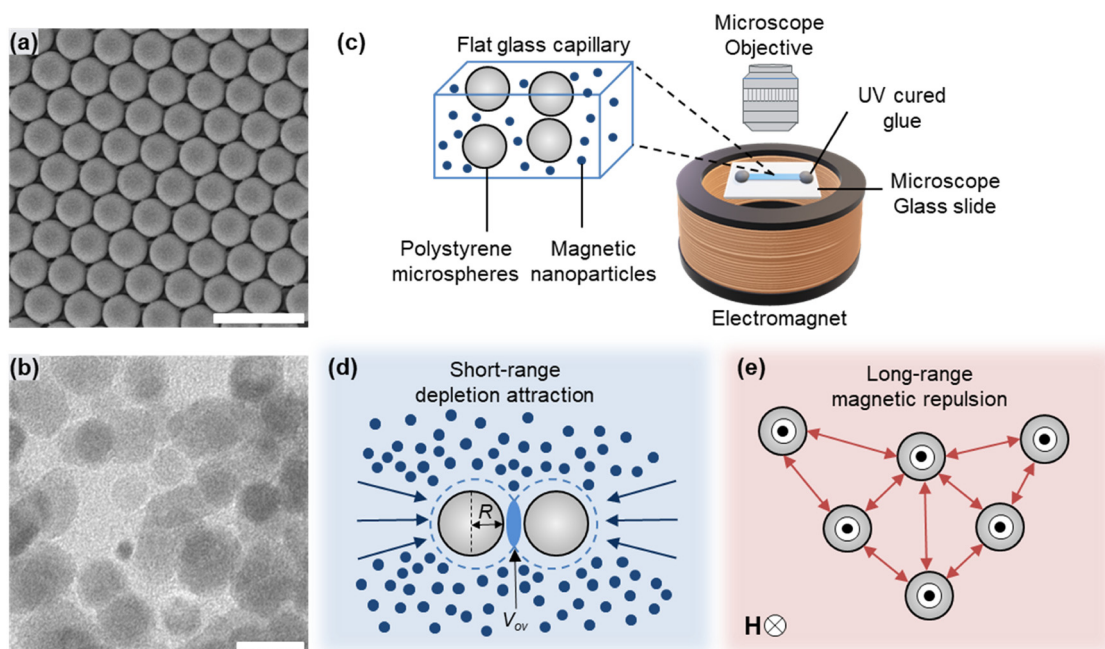 (a)
(b)
(c)
Flat glass capillary
Microscope
Objective
UV cured
glue
Microscope
Glass slide
Polystyrene
microspheres
Magnetic
nanoparticles
Electromagnet
(d)
Short-range
depletion attraction
R
Vov
(e)
Long-range
magnetic repulsion
H